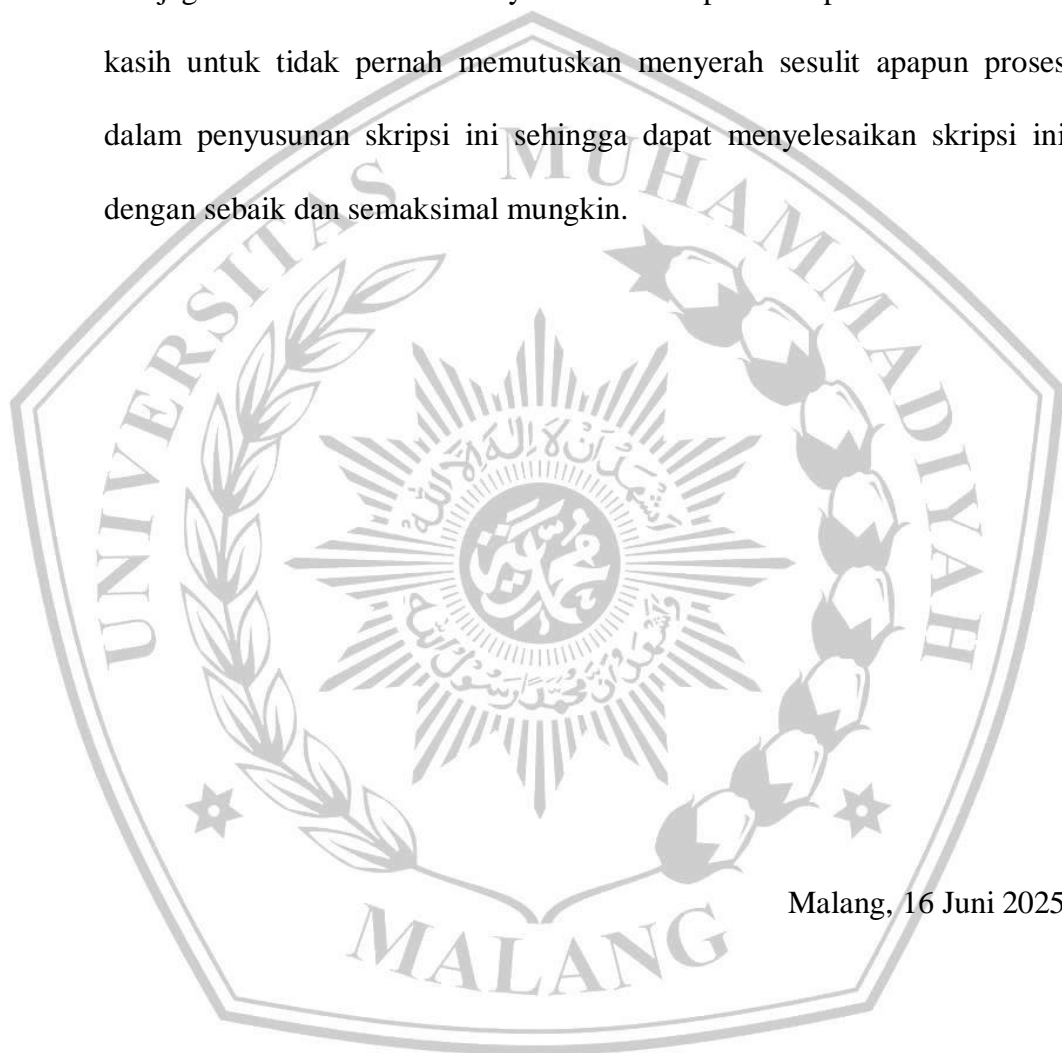 kasih untuk tidak pernah memutuskan menyerah sesulit apapun proses
dalam penyusunan skripsi ini sehingga dapat menyelesaikan skripsi ini
dengan sebaik dan semaksimal mungkin.
UNIVERSITAS MUHAMMADIYAH
MALANG
Malang, 16 Juni 2025